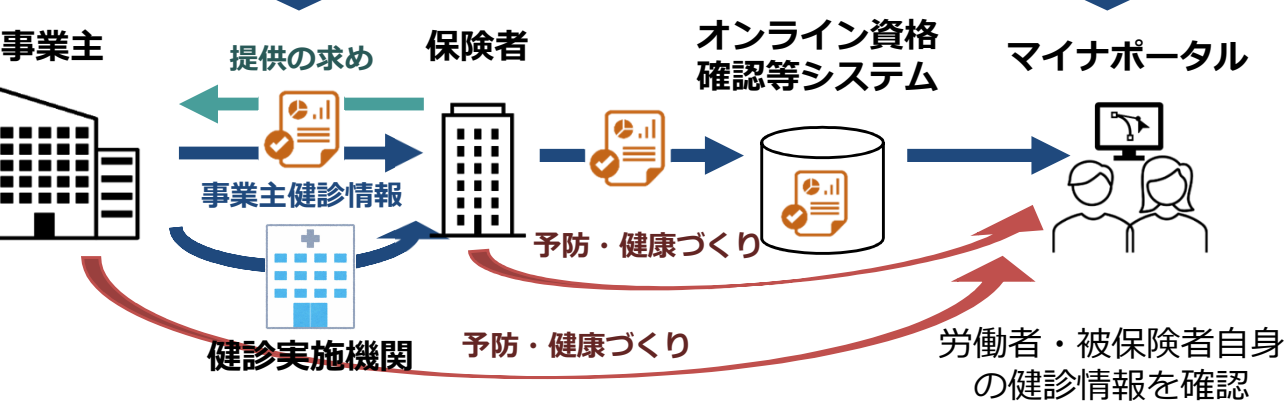 事業主
提供の求め
保険者
オンライン資格
確認等システム
マイナポータル
事業主健診情報
予防・健康づくり
健診実施機関
予防・健康づくり
労働者・被保険者自身
の健診情報を確認